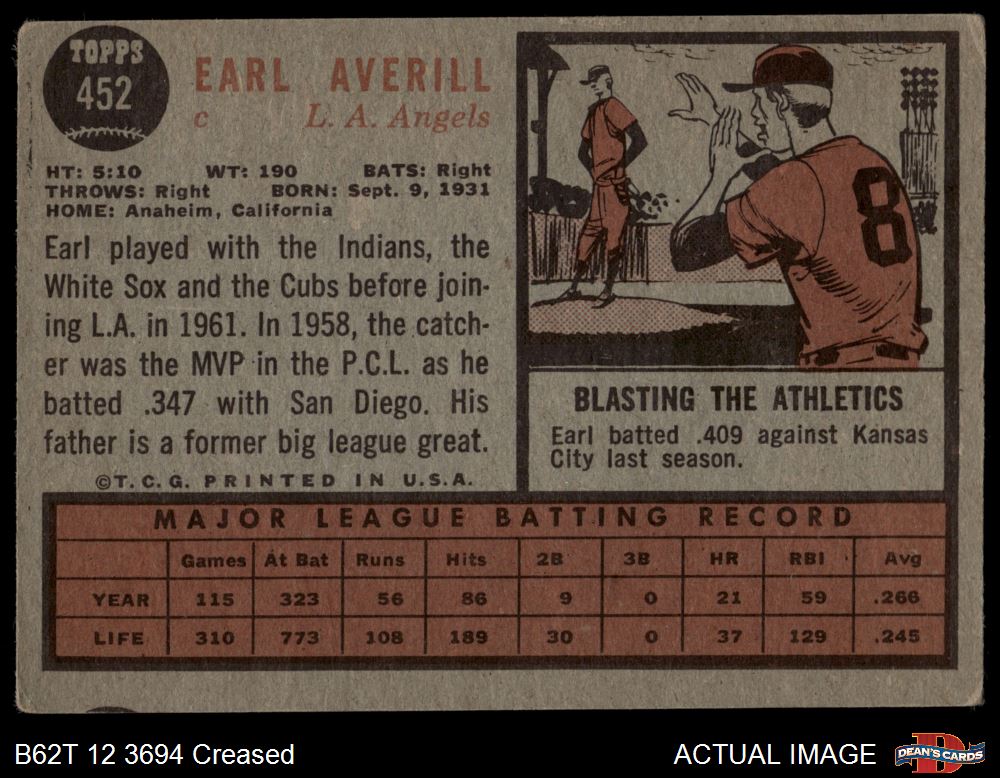 TOPPS
452
EARL AVERILL
c L. A. Angels
HT: 5:10 WT: 190 BATS: Right
THROWS: Right BORN: Sept. 9, 1931
HOME: Anaheim, California
Earl played with the Indians, the
White Sox and the Cubs before join-
ing L.A. in 1961. In 1958, the catch-
er was the MVP in the P.C.L. as he
batted .347 with San Diego. His
father is a former big league great.
©T.C.G. PRINTED IN U.S.A.
8
BLASTING THE ATHLETICS
Earl batted .409 against Kansas
City last season.
MAJOR LEAGUE BATTING RECORD
Games At Bat Runs Hits 2B 3B HR RBI Avg
YEAR 115 323 56 86 9 0 21 59 .266
LIFE 310 773 108 189 30 0 37 129 .245
B62T 12 3694 Creased
ACTUAL IMAGE
DEAN'S CARDS